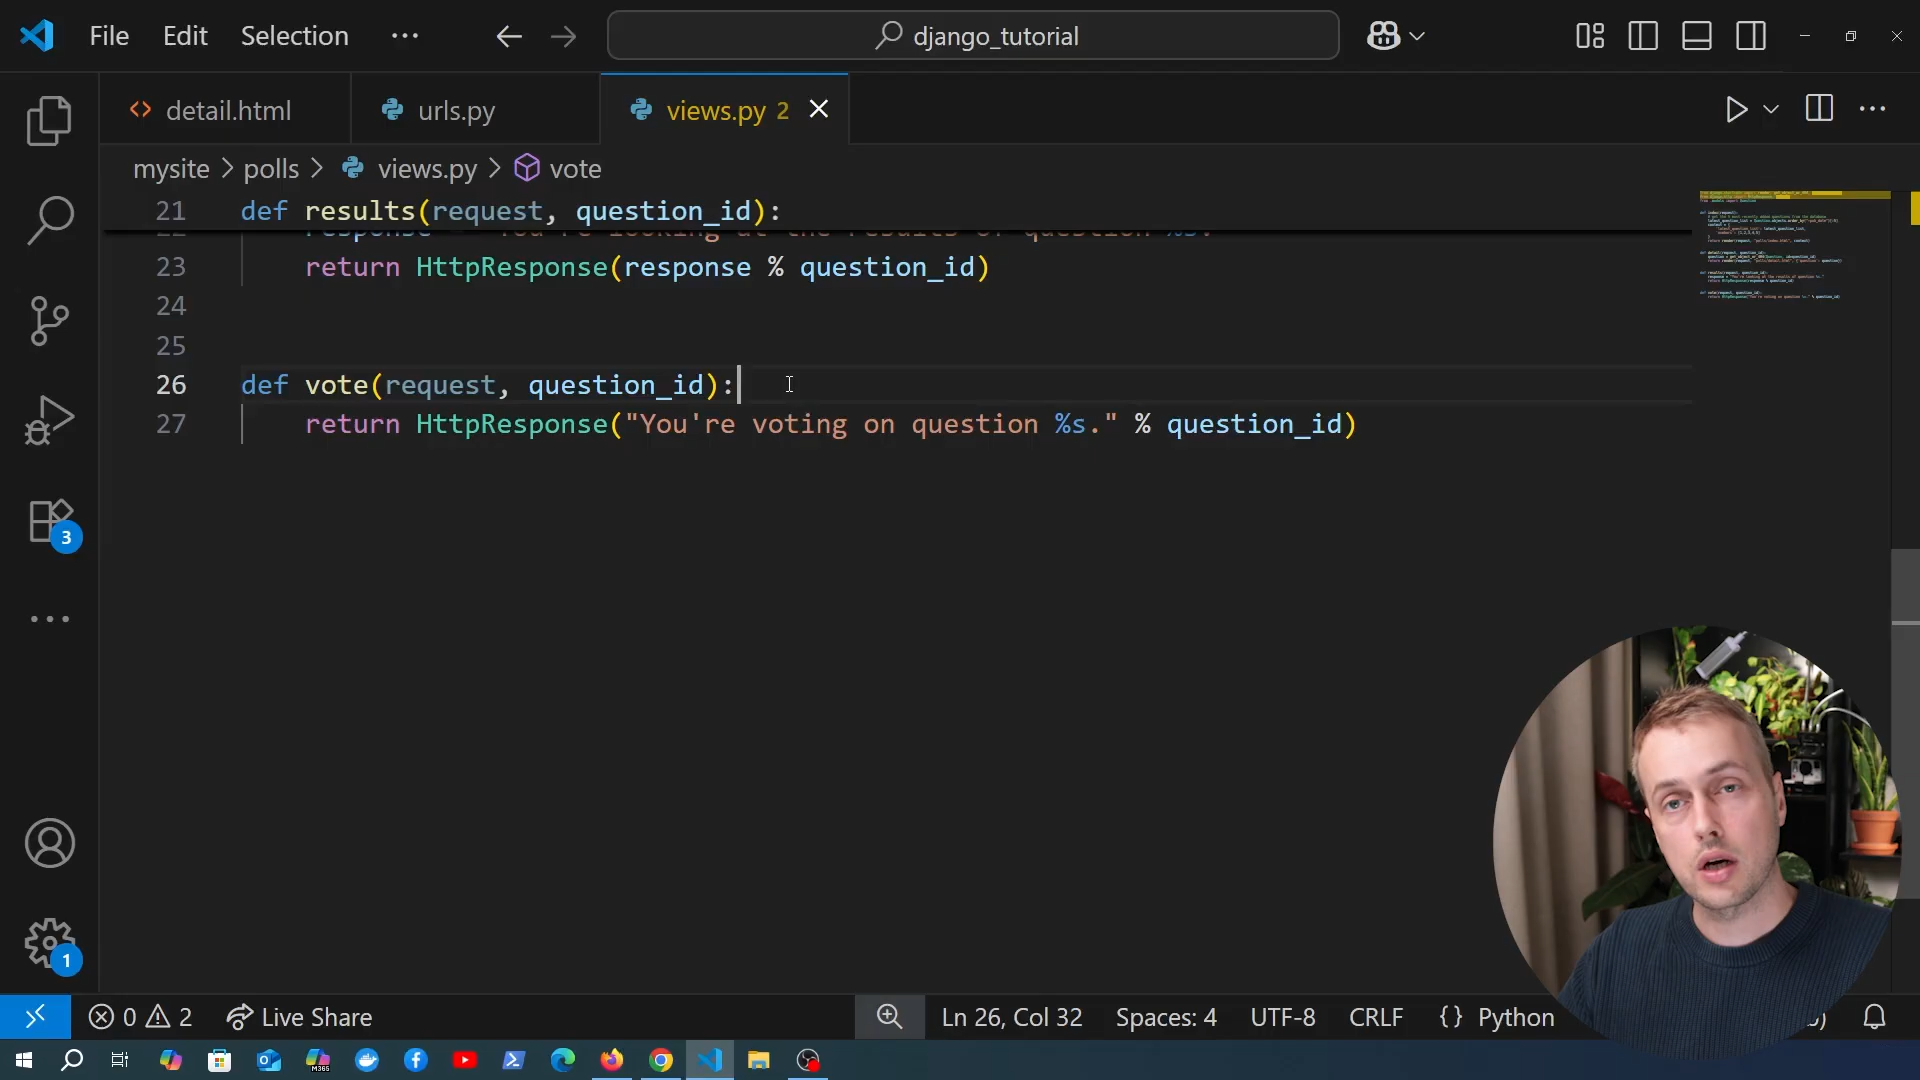 File Edit Selection ··· django_tutorial
detail.html urls.py views.py 2
mysite > polls > views.py > vote
21 def results(request, question_id):
23 return HttpResponse(response % question_id)
24
25
26 def vote(request, question_id):
27 return HttpResponse("You're voting on question %s." % question_id)
3
1
0 2 Live Share Ln 26, Col 32 Spaces: 4 UTF-8 CRLF {} Python
M365